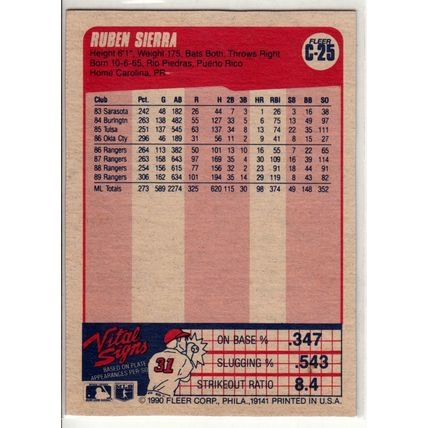 RUBEN SIERRA
FLEER
C-25
Height 6'1", Weight 175, Bats Both, Throws Right
Born 10-6-65, Rio Piedras, Puerto Rico
Home Carolina, PR
Club Pct. G AB R H 2B 3B HR RBI SB BB SO
83 Sarasota 242 48 182 26 44 7 3 1 26 3 16 38
84 Burlingtn 263 138 482 55 127 33 5 6 75 13 49 97
85 Tulsa 251 137 545 63 137 34 8 13 74 22 35 111
86 Okla Cty 296 46 189 31 56 11 2 9 41 8 15 27
86 Rangers 264 113 382 50 101 13 10 16 55 7 22 65
87 Rangers 263 158 643 97 169 35 4 30 109 16 39 114
88 Rangers 254 156 615 77 156 32 2 23 91 18 44 91
89 Rangers 306 162 634 101 194 35 14 29 119 8 43 82
ML Totals 273 589 2274 325 620 115 30 98 374 49 148 352
Vital Signs
BASED ON PLATE
APPEARANCES PER
31
ON BASE % .347
SLUGGING % .543
STRIKEOUT RATIO 8.4
© 1990 FLEER CORP., PHILA., 19141 PRINTED IN U.S.A.